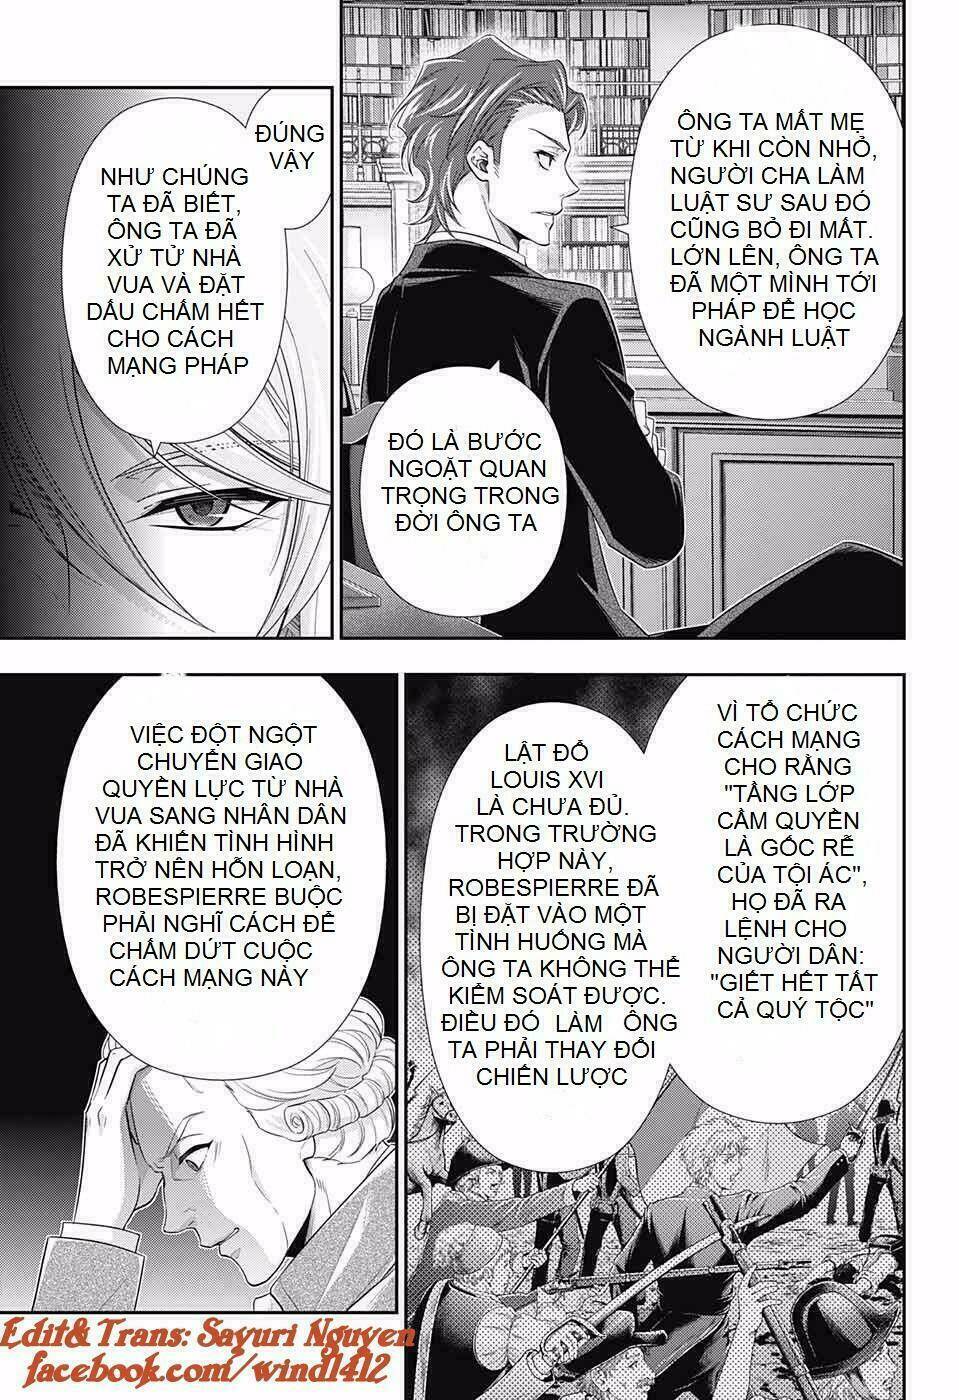 ÔNG TA MẤT MẸ
TỪ KHI CÒN NHỎ,
NGƯỜI CHA LÀM
LUẬT SƯ SAU ĐÓ
CŨNG BỎ ĐI MẤT.
LỚN LÊN, ÔNG TA
ĐÃ MỘT MÌNH TỚI
PHÁP ĐỂ HỌC
NGÀNH LUẬT
ĐÓ LÀ BƯỚC
NGOẶT QUAN
TRỌNG TRONG
ĐỜI ÔNG TA
ĐÚNG
VẬY
NHƯ CHÚNG
TA ĐÃ BIẾT,
ÔNG TA ĐÃ
XỬ TỬ NHÀ
VUA VÀ ĐẶT
DẤU CHẤM HẾT
CHO CÁCH
MẠNG PHÁP
VÌ TỔ CHỨC
CÁCH MẠNG
CHO RẰNG
"TẦNG LỚP
CẦM QUYỀN
LÀ GỐC RỄ
CỦA TỘI ÁC",
HỌ ĐÃ RA
LỆNH CHO
NGƯỜI DÂN:
"GIẾT HẾT TẤT
CẢ QUÝ TỘC"
LẬT ĐỔ
LOUIS XVI
LÀ CHƯA ĐỦ.
TRONG TRƯỜNG
HỢP NÀY,
ROBESPIERRE ĐÃ
BỊ ĐẶT VÀO MỘT
TÌNH HUỐNG MÀ
ÔNG TA KHÔNG THỂ
KIỂM SOÁT ĐƯỢC.
ĐIỀU ĐÓ LÀM ÔNG
TA PHẢI THAY ĐỔI
CHIẾN LƯỢC
VIỆC ĐỘT NGỘT
CHUYỂN GIAO
QUYỀN LỰC TỪ NHÀ
VUA SANG NHÂN DÂN
ĐÃ KHIẾN TÌNH HÌNH
TRỞ NÊN HỖN LOẠN,
ROBESPIERRE BUỘC
PHẢI NGHĨ CÁCH ĐỂ
CHẤM DỨT CUỘC
CÁCH MẠNG NÀY
Edit& Trans: Sayuri Nguyen
facebook.com/wind1412